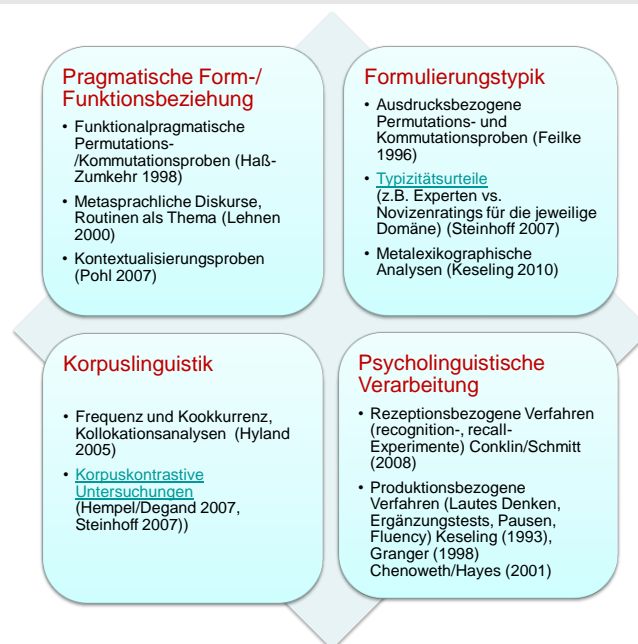 Pragmatische Form-/
Funktionsbeziehung
• Funktionalpragmatische
Permutations-
/Kommutationsproben (Haß-
Zumkehr 1998)
• Metasprachliche Diskurse,
Routinen als Thema (Lehnen
2000)
• Kontextualisierungsproben
(Pohl 2007)
Formulierungstypik
• Ausdrucksbezogene
Permutations- und
Kommutationsproben (Feilke
1996)
• Typizitätsurteile
(z.B. Experten vs.
Novizenratings für die jeweilige
Domäne) (Steinhoff 2007)
• Metalexikographische
Analysen (Keseling 2010)
Korpuslinguistik
• Frequenz und Kookkurrenz,
Kollokationsanalysen (Hyland
2005)
• Korpuskontrastive
Untersuchungen
(Hempel/Degand 2007,
Steinhoff 2007))
Psycholinguistische
Verarbeitung
• Rezeptionsbezogene Verfahren
(recognition-, recall-
Experimente) Conklin/Schmitt
(2008)
• Produktionsbezogene
Verfahren (Lautes Denken,
Ergänzungstests, Pausen,
Fluency) Keseling (1993),
Granger (1998)
Chenoweth/Hayes (2001)